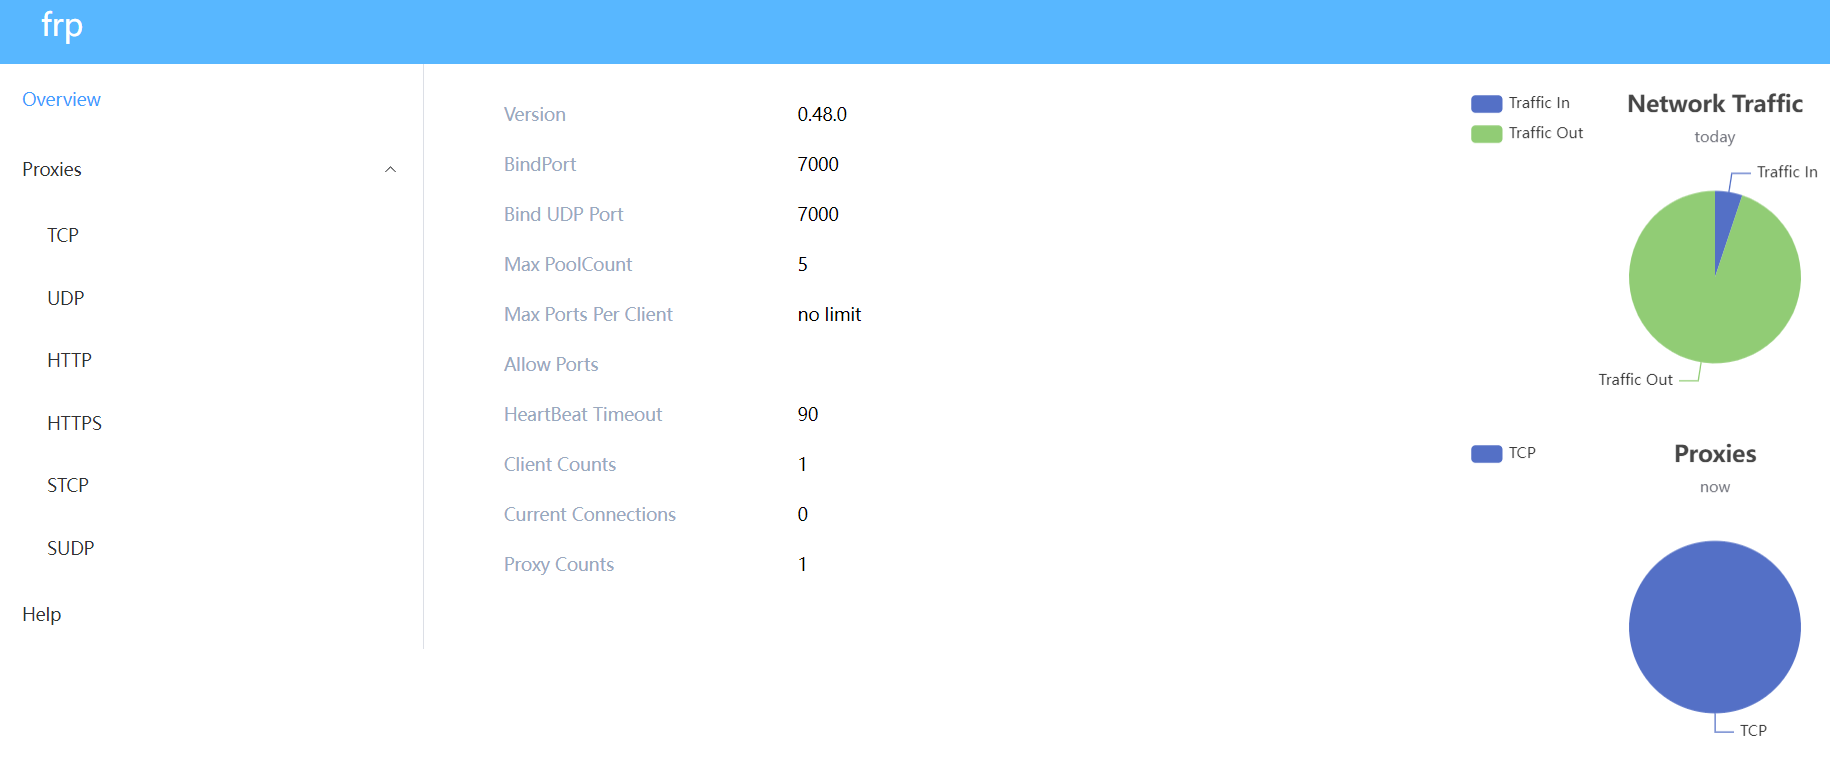 frp
Overview
Proxies
TCP
UDP
HTTP
HTTPS
STCP
SUDP
Help
Version 0.48.0
BindPort 7000
Bind UDP Port 7000
Max PoolCount 5
Max Ports Per Client no limit
Allow Ports
HeartBeat Timeout 90
Client Counts 1
Current Connections 0
Proxy Counts 1
Network Traffic
today
Traffic In
Traffic Out
Traffic In
Traffic Out
Proxies
now
TCP
TCP